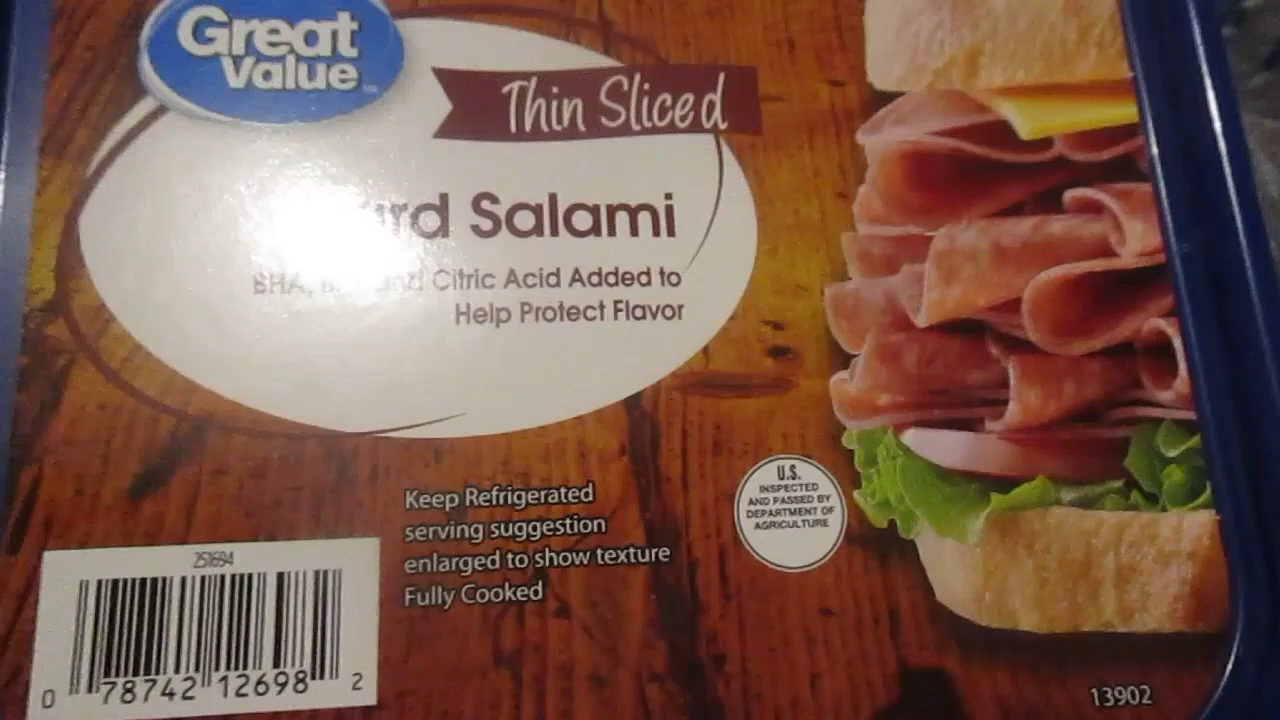 Great
Value
Thin Sliced
Salami
BHA, Citric Acid Added to
Help Protect Flavor
Keep Refrigerated
serving suggestion
enlarged to show texture
Fully Cooked
U.S.
INSPECTED
AND PASSED BY
DEPARTMENT OF
AGRICULTURE
251694
0 78742 12698 2
13902